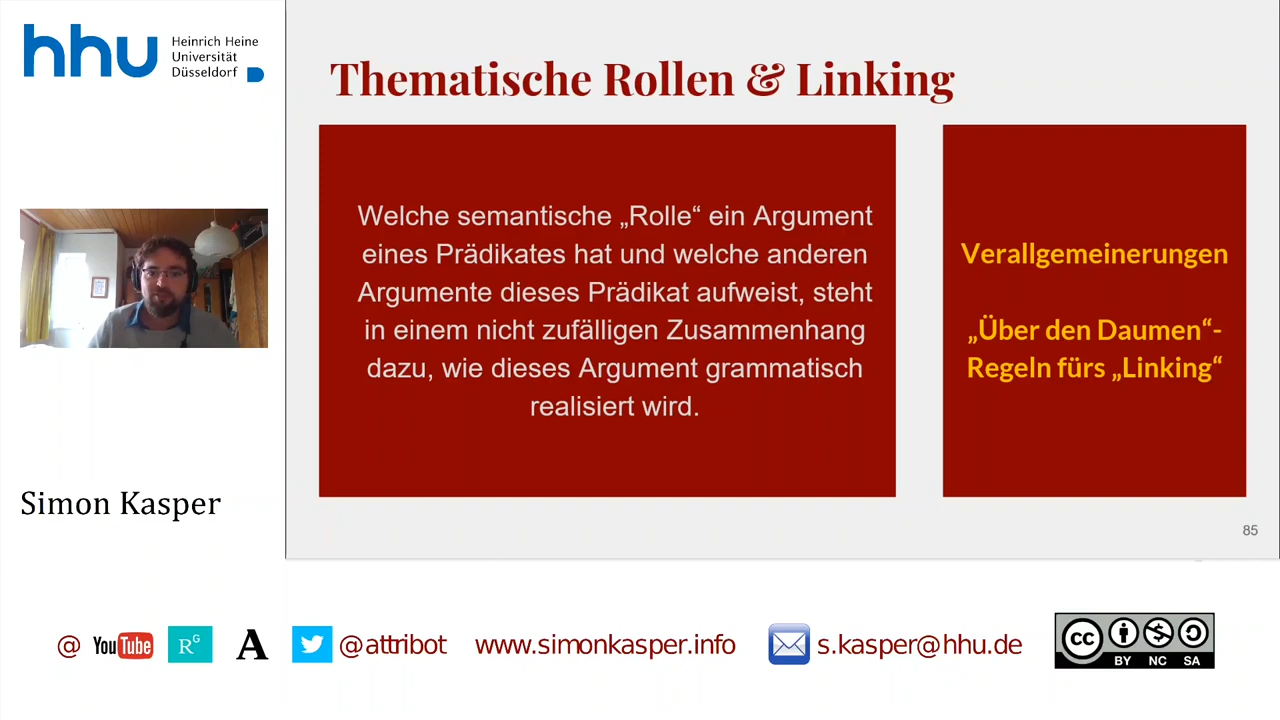 hhu Heinrich Heine
Universität
Düsseldorf
Thematische Rollen & Linking
Welche semantische „Rolle“ ein Argument
eines Prädikates hat und welche anderen
Argumente dieses Prädikat aufweist, steht
in einem nicht zufälligen Zusammenhang
dazu, wie dieses Argument grammatisch
realisiert wird.
Verallgemeinerungen
„Über den Daumen“-
Regeln fürs „Linking“
Simon Kasper
85
@ YouTube RG A @attribot www.simonkasper.info s.kasper@hhu.de cc
BY NC SA